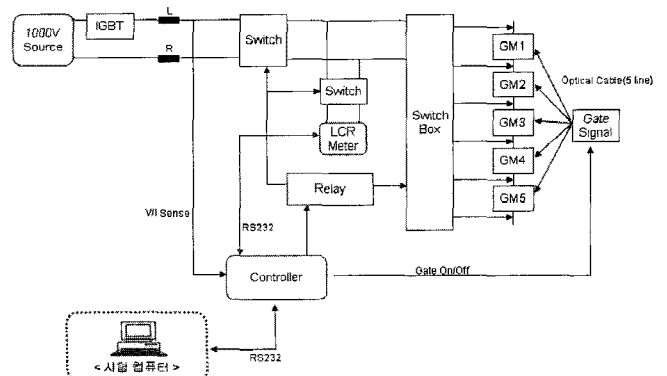 1000V
Source
IGBT
L
R
Switch
Switch
LCR
Meter
Relay
Switch
Box
GM1
GM2
GM3
GM4
GM5
Optical Cable(5 line)
Gate
Signal
V/I Sense
RS232
Controller
Gate On/Off
RS232
< 시험 컴퓨터 >